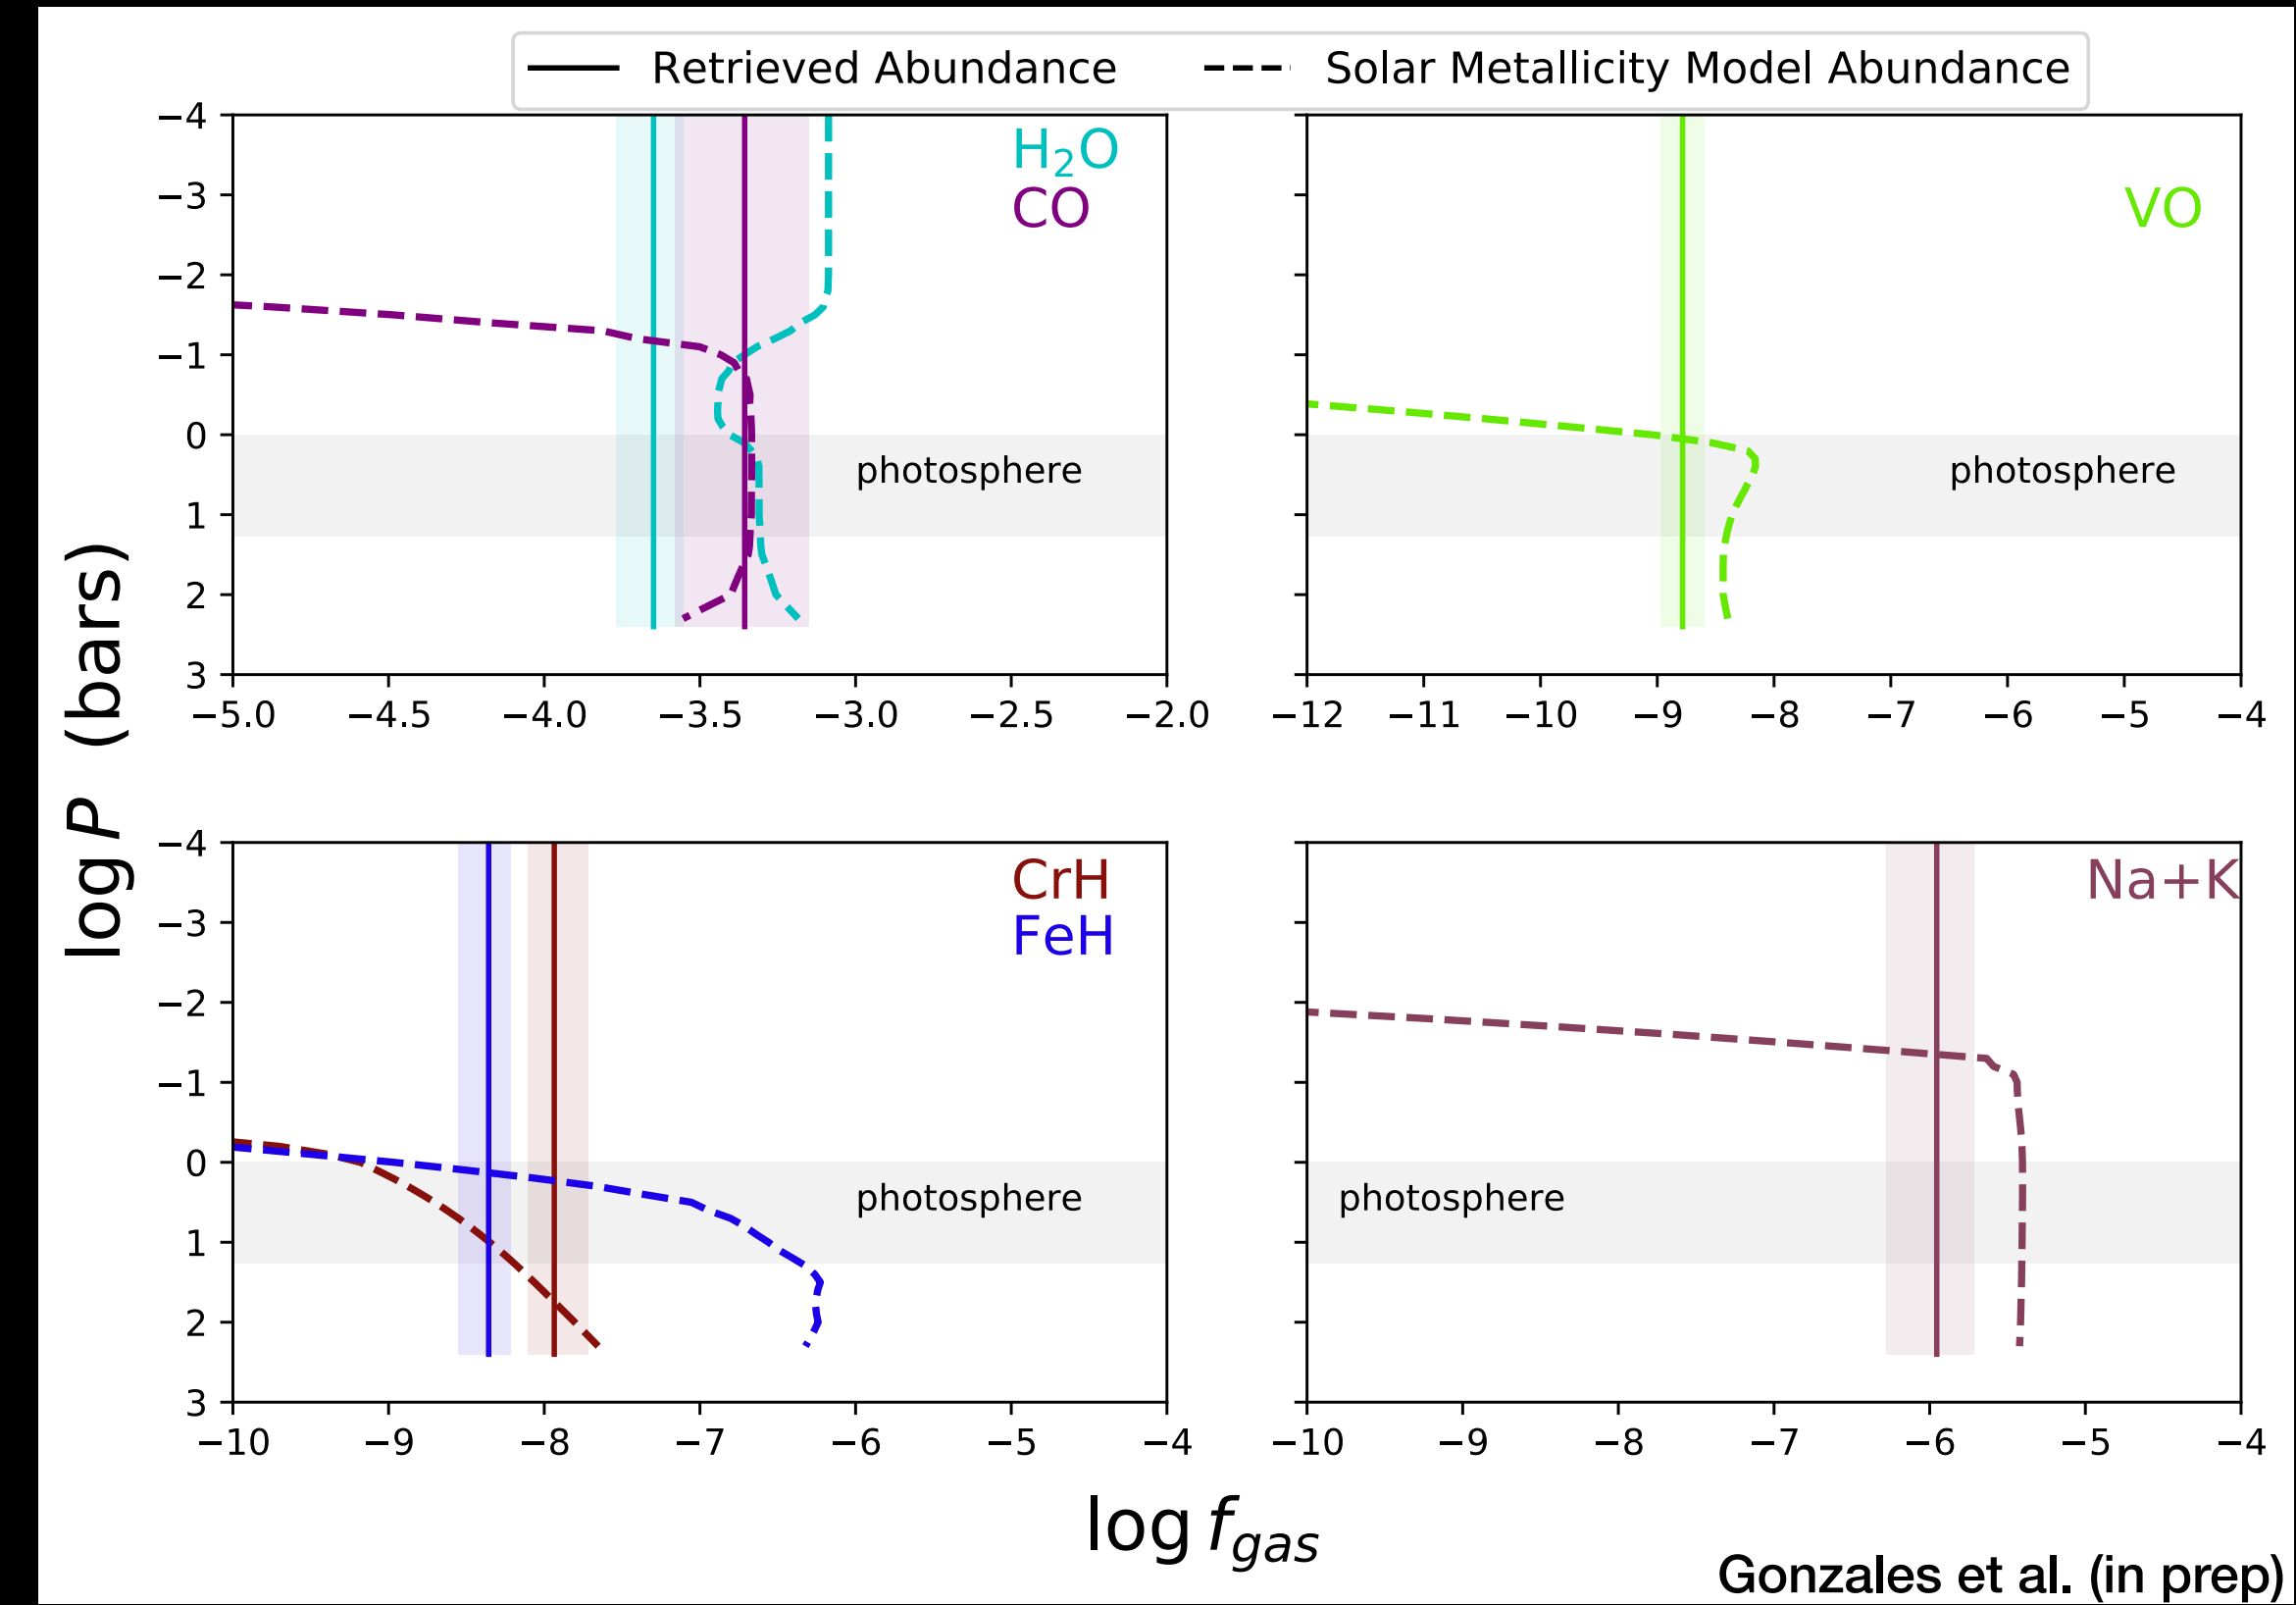 Retrieved Abundance Solar Metallicity Model Abundance
−4
−3
−2
−1
0
1
2
3
H₂O
CO
photosphere
−5.0 −4.5 −4.0 −3.5 −3.0 −2.5 −2.0
VO
photosphere
−12 −11 −10 −9 −8 −7 −6 −5 −4
log P (bars)
−4
−3
−2
−1
0
1
2
3
CrH
FeH
photosphere
−10 −9 −8 −7 −6 −5 −4
Na+K
photosphere
−10 −9 −8 −7 −6 −5 −4
log f_gas
Gonzales et al. (in prep)